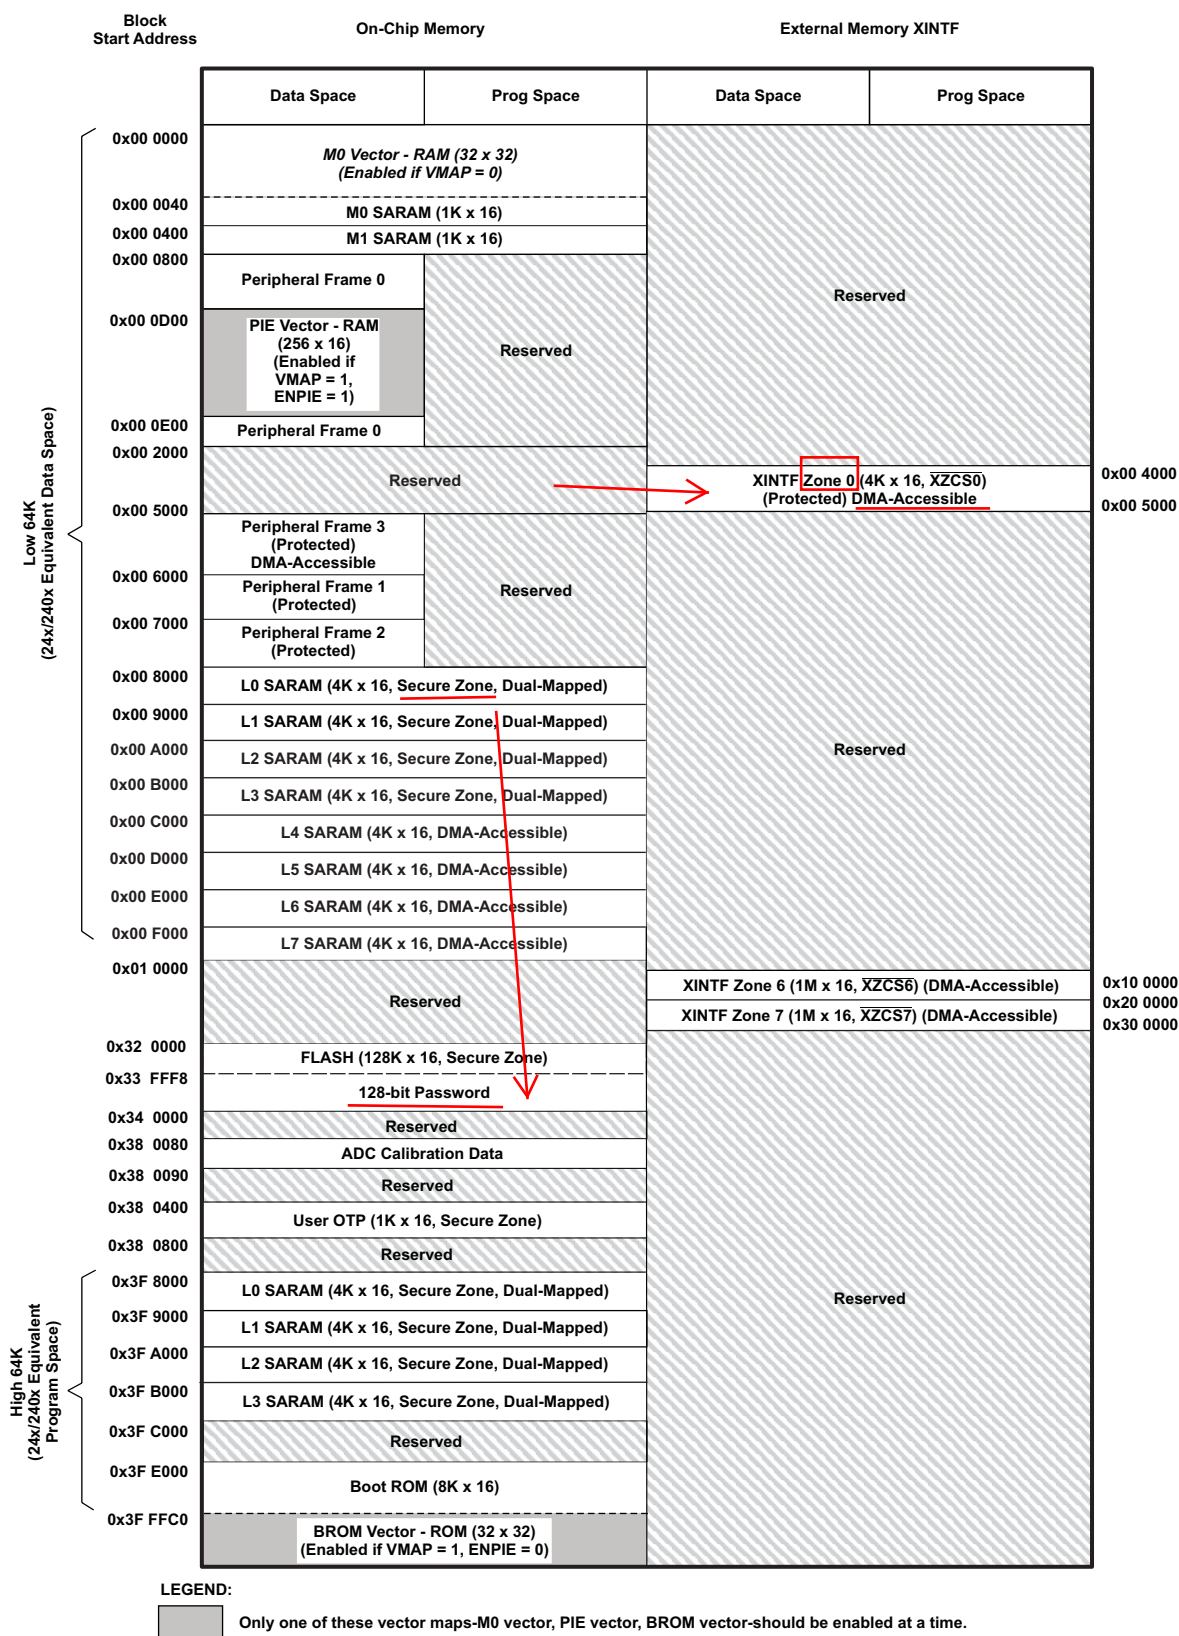 Block
Start Address
On-Chip Memory
External Memory XINTF
Data Space
Prog Space
Data Space
Prog Space
0x00 0000
M0 Vector - RAM (32 x 32)
(Enabled if VMAP = 0)
0x00 0040
M0 SARAM (1K x 16)
0x00 0400
M1 SARAM (1K x 16)
0x00 0800
Peripheral Frame 0
Reserved
0x00 0D00
PIE Vector - RAM
(256 x 16)
(Enabled if
VMAP = 1,
ENPIE = 1)
Reserved
0x00 0E00
Peripheral Frame 0
0x00 2000
Reserved
XINTF Zone 0 (4K x 16, XZCS0)
(Protected) DMA-Accessible
0x00 4000
0x00 5000
0x00 5000
Peripheral Frame 3
(Protected)
DMA-Accessible
0x00 6000
Peripheral Frame 1
(Protected)
Reserved
0x00 7000
Peripheral Frame 2
(Protected)
Low 64K
(24x/240x Equivalent Data Space)
0x00 8000
L0 SARAM (4K x 16, Secure Zone, Dual-Mapped)
0x00 9000
L1 SARAM (4K x 16, Secure Zone, Dual-Mapped)
0x00 A000
L2 SARAM (4K x 16, Secure Zone, Dual-Mapped)
Reserved
0x00 B000
L3 SARAM (4K x 16, Secure Zone, Dual-Mapped)
0x00 C000
L4 SARAM (4K x 16, DMA-Accessible)
0x00 D000
L5 SARAM (4K x 16, DMA-Accessible)
0x00 E000
L6 SARAM (4K x 16, DMA-Accessible)
0x00 F000
L7 SARAM (4K x 16, DMA-Accessible)
0x01 0000
Reserved
XINTF Zone 6 (1M x 16, XZCS6) (DMA-Accessible)
0x10 0000
0x20 0000
XINTF Zone 7 (1M x 16, XZCS7) (DMA-Accessible)
0x30 0000
0x32 0000
FLASH (128K x 16, Secure Zone)
0x33 FFF8
128-bit Password
0x34 0000
Reserved
0x38 0080
ADC Calibration Data
0x38 0090
Reserved
0x38 0400
User OTP (1K x 16, Secure Zone)
0x38 0800
Reserved
0x3F 8000
L0 SARAM (4K x 16, Secure Zone, Dual-Mapped)
Reserved
0x3F 9000
L1 SARAM (4K x 16, Secure Zone, Dual-Mapped)
0x3F A000
L2 SARAM (4K x 16, Secure Zone, Dual-Mapped)
0x3F B000
L3 SARAM (4K x 16, Secure Zone, Dual-Mapped)
High 64K
(24x/240x Equivalent
Program Space)
0x3F C000
Reserved
0x3F E000
Boot ROM (8K x 16)
0x3F FFC0
BROM Vector - ROM (32 x 32)
(Enabled if VMAP = 1, ENPIE = 0)
LEGEND:
Only one of these vector maps-M0 vector, PIE vector, BROM vector-should be enabled at a time.